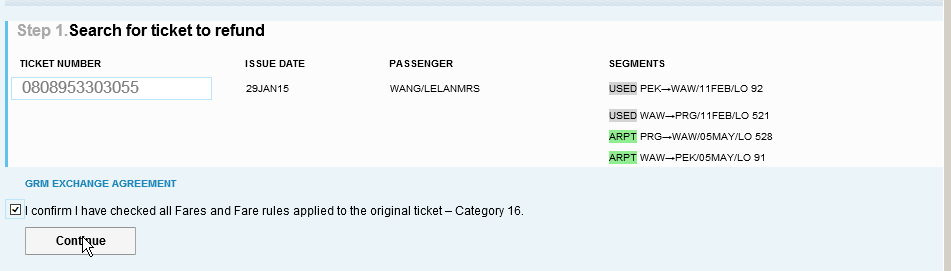 Step 1.Search for ticket to refund
TICKET NUMBER ISSUE DATE PASSENGER SEGMENTS
0808953303055 29JAN15 WANG/LELANMRS USED PEK→WAW/11FEB/LO 92
USED WAW→PRG/11FEB/LO 521
ARPT PRG→WAW/05MAY/LO 528
ARPT WAW→PEK/05MAY/LO 91
GRM EXCHANGE AGREEMENT
I confirm I have checked all Fares and Fare rules applied to the original ticket – Category 16.
Continue